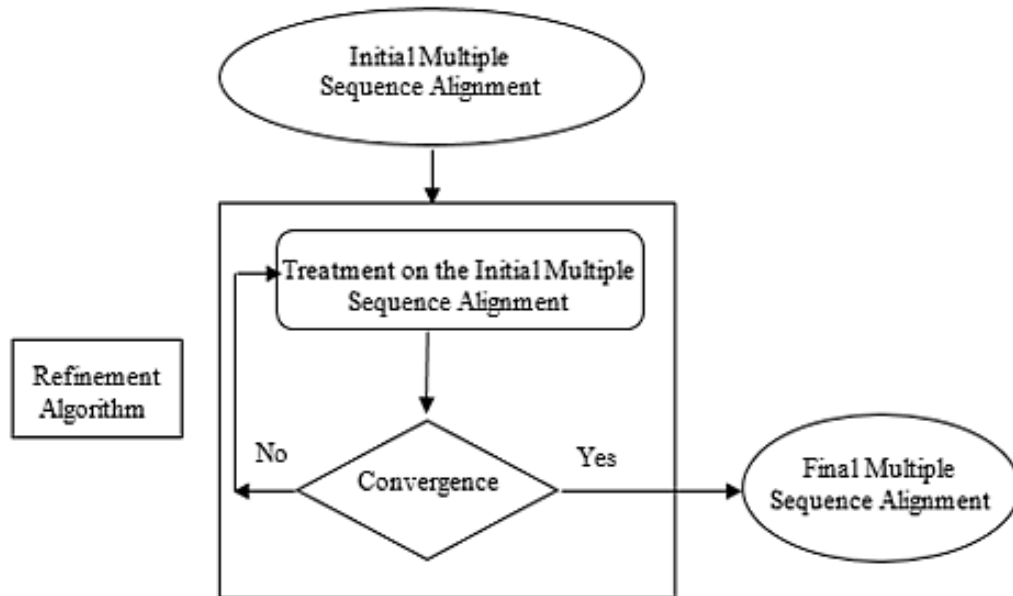 Initial Multiple
Sequence Alignment
Treatment on the Initial Multiple
Sequence Alignment
Refinement
Algorithm
No
Convergence
Yes
Final Multiple
Sequence Alignment